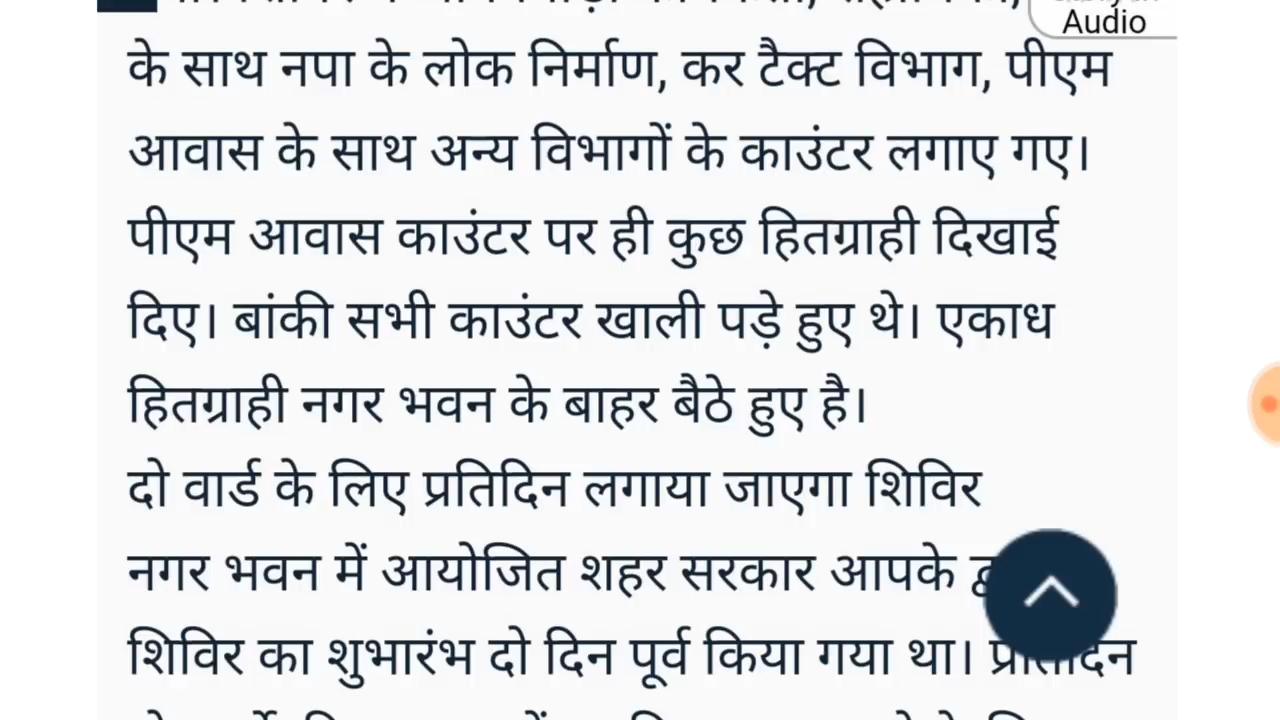 Audio
के साथ नपा के लोक निर्माण, कर टैक्ट विभाग, पीएम
आवास के साथ अन्य विभागों के काउंटर लगाए गए।
पीएम आवास काउंटर पर ही कुछ हितग्राही दिखाई
दिए। बांकी सभी काउंटर खाली पड़े हुए थे। एकाध
हितग्राही नगर भवन के बाहर बैठे हुए है।
दो वार्ड के लिए प्रतिदिन लगाया जाएगा शिविर
नगर भवन में आयोजित शहर सरकार आपके
शिविर का शुभारंभ दो दिन पूर्व किया गया था। प्रतिदिन